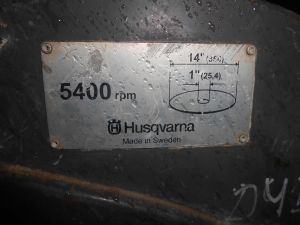 14" (356)
1" (25,4)
5400 rpm
Husqvarna
Made in Sweden